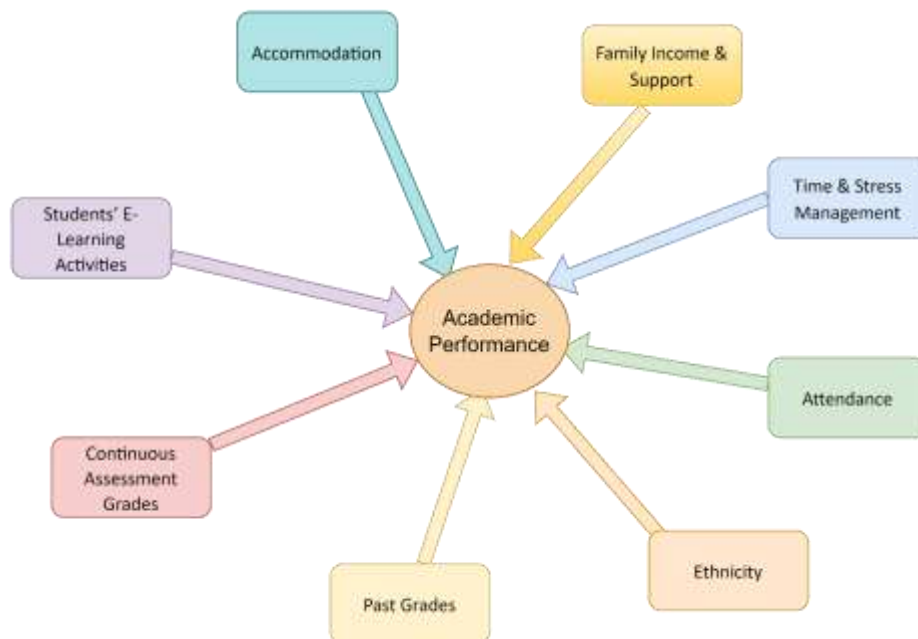 Accommodation
Family Income &
Support
Time & Stress
Management
Students’ E-
Learning
Activities
Academic
Performance
Attendance
Continuous
Assessment
Grades
Ethnicity
Past Grades